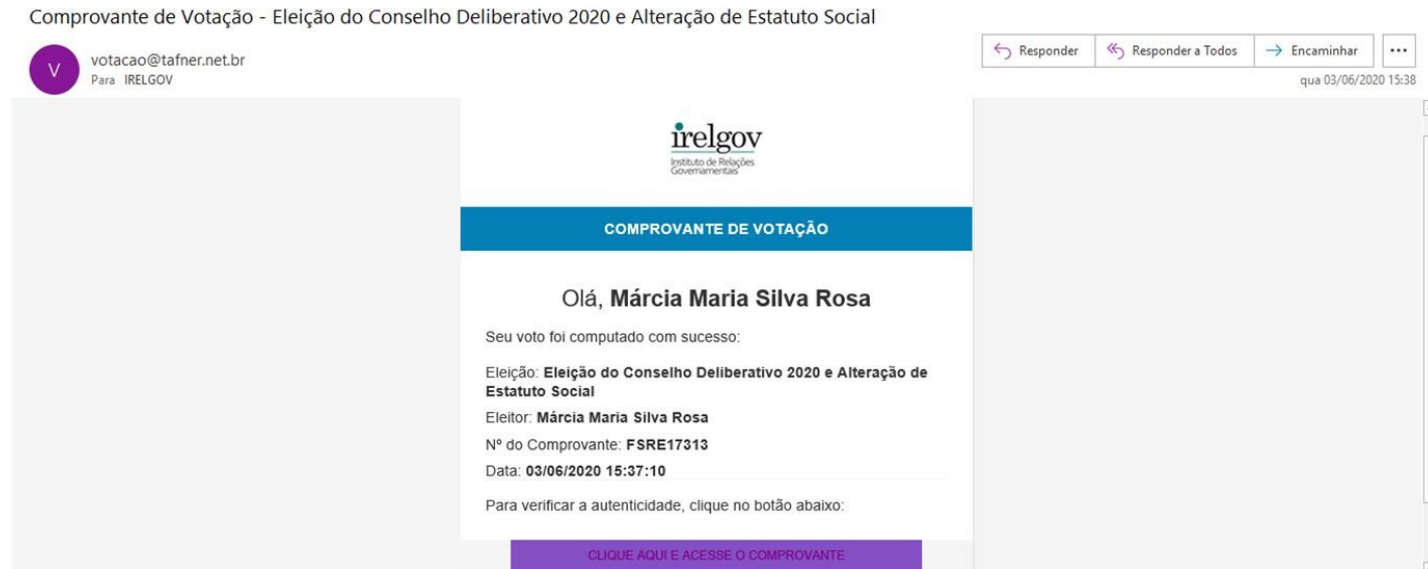 Comprovante de Votação - Eleição do Conselho Deliberativo 2020 e Alteração de Estatuto Social
V
votacao@tafner.net.br
Para IRELGOV
Responder
Responder a Todos
Encaminhar
...
qua 03/06/2020 15:38
irelgov
Instituto de Relações
Governamentais
COMPROVANTE DE VOTAÇÃO
Olá, Márcia Maria Silva Rosa
Seu voto foi computado com sucesso:
Eleição: Eleição do Conselho Deliberativo 2020 e Alteração de
Estatuto Social
Eleitor: Márcia Maria Silva Rosa
Nº do Comprovante: FSRE17313
Data: 03/06/2020 15:37:10
Para verificar a autenticidade, clique no botão abaixo:
CLIQUE AQUI E ACESSE O COMPROVANTE